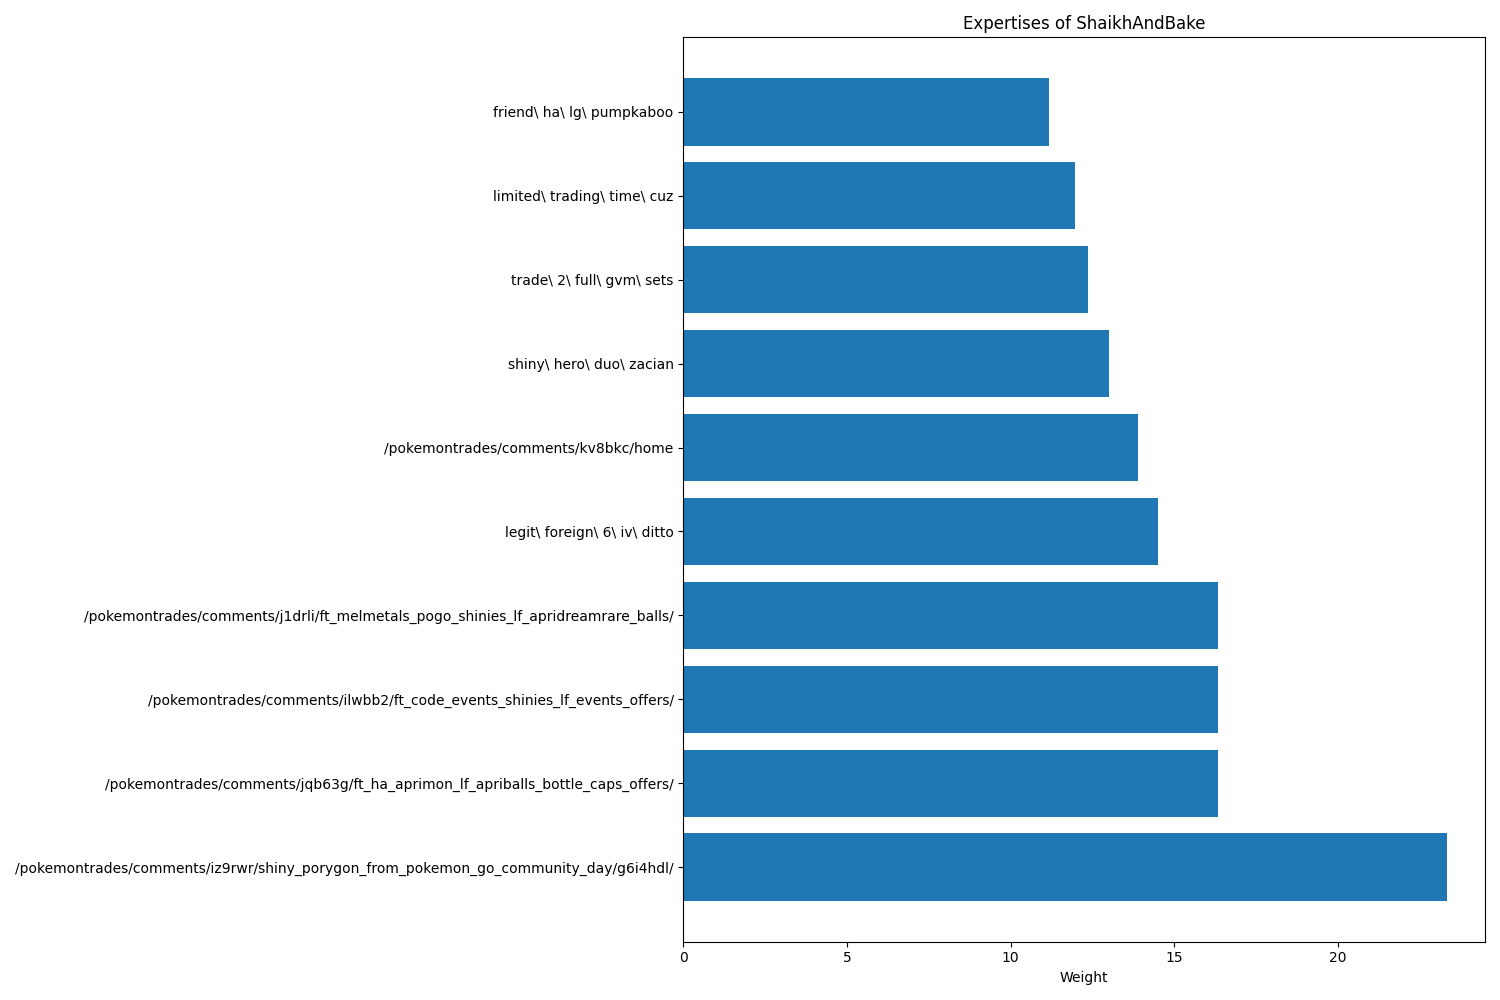 Expertises of ShaikhAndBake
friend\ ha\ lg\ pumpkaboo
limited\ trading\ time\ cuz
trade\ 2\ full\ gvm\ sets
shiny\ hero\ duo\ zacian
/pokemontrades/comments/kv8bkc/home
legit\ foreign\ 6\ iv\ ditto
/pokemontrades/comments/j1drli/ft_melmetals_pogo_shinies_lf_apridreamrare_balls/
/pokemontrades/comments/ilwbb2/ft_code_events_shinies_lf_events_offers/
/pokemontrades/comments/jqb63g/ft_ha_aprimon_lf_apriballs_bottle_caps_offers/
/pokemontrades/comments/iz9rwr/shiny_porygon_from_pokemon_go_community_day/g6i4hdl/
0 5 10 15 20
Weight